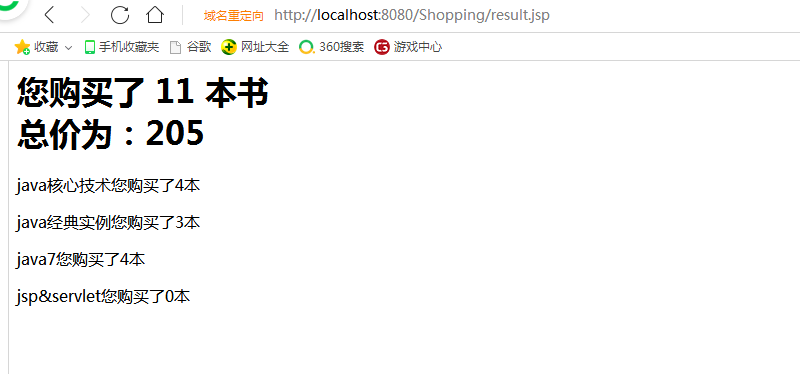 域名重定向 http://localhost:8080/Shopping/result.jsp
收藏 手机收藏夹 谷歌 网址大全 360搜索 游戏中心
您购买了 11 本书
总价为：205
java核心技术您购买了4本
java经典实例您购买了3本
java7您购买了4本
jsp&servlet您购买了0本